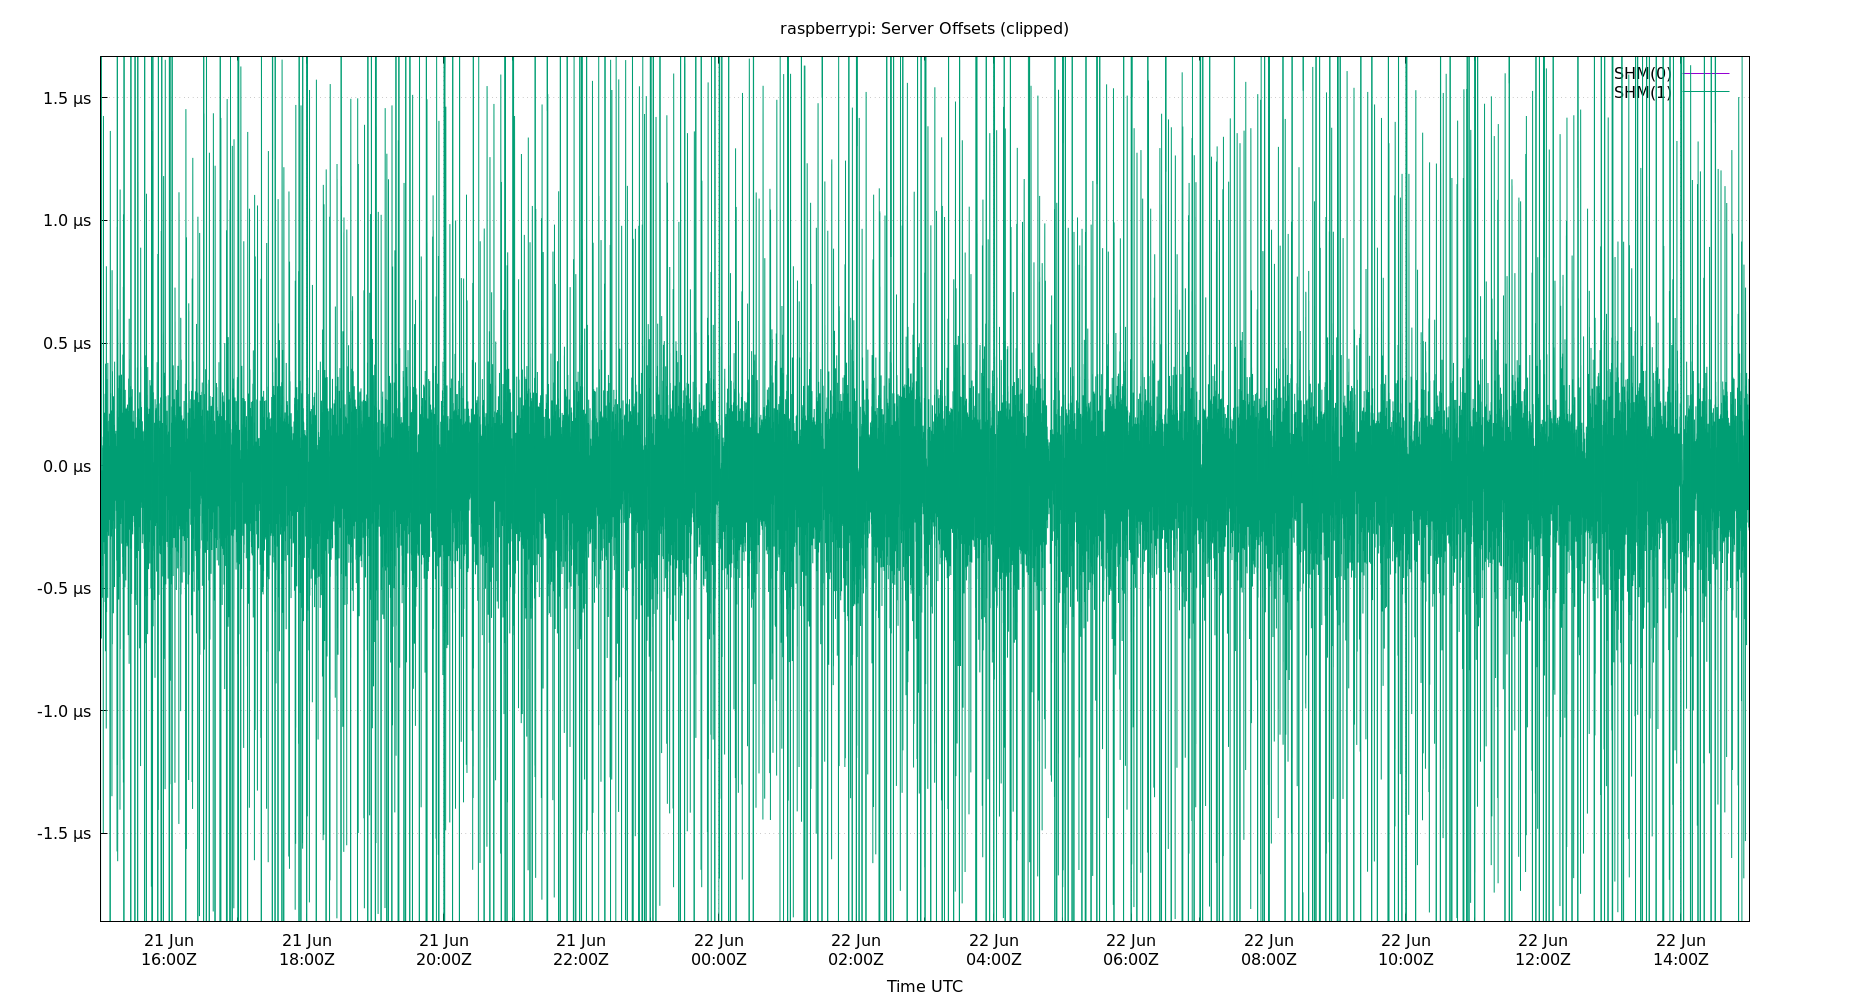 raspberrypi: Server Offsets (clipped)
SHM(0)
SHM(1)
1.5 µs
1.0 µs
0.5 µs
0.0 µs
-0.5 µs
-1.0 µs
-1.5 µs
21 Jun 21 Jun 21 Jun 21 Jun 22 Jun 22 Jun 22 Jun 22 Jun 22 Jun 22 Jun 22 Jun 22 Jun
16:00Z 18:00Z 20:00Z 22:00Z 00:00Z 02:00Z 04:00Z 06:00Z 08:00Z 10:00Z 12:00Z 14:00Z
Time UTC